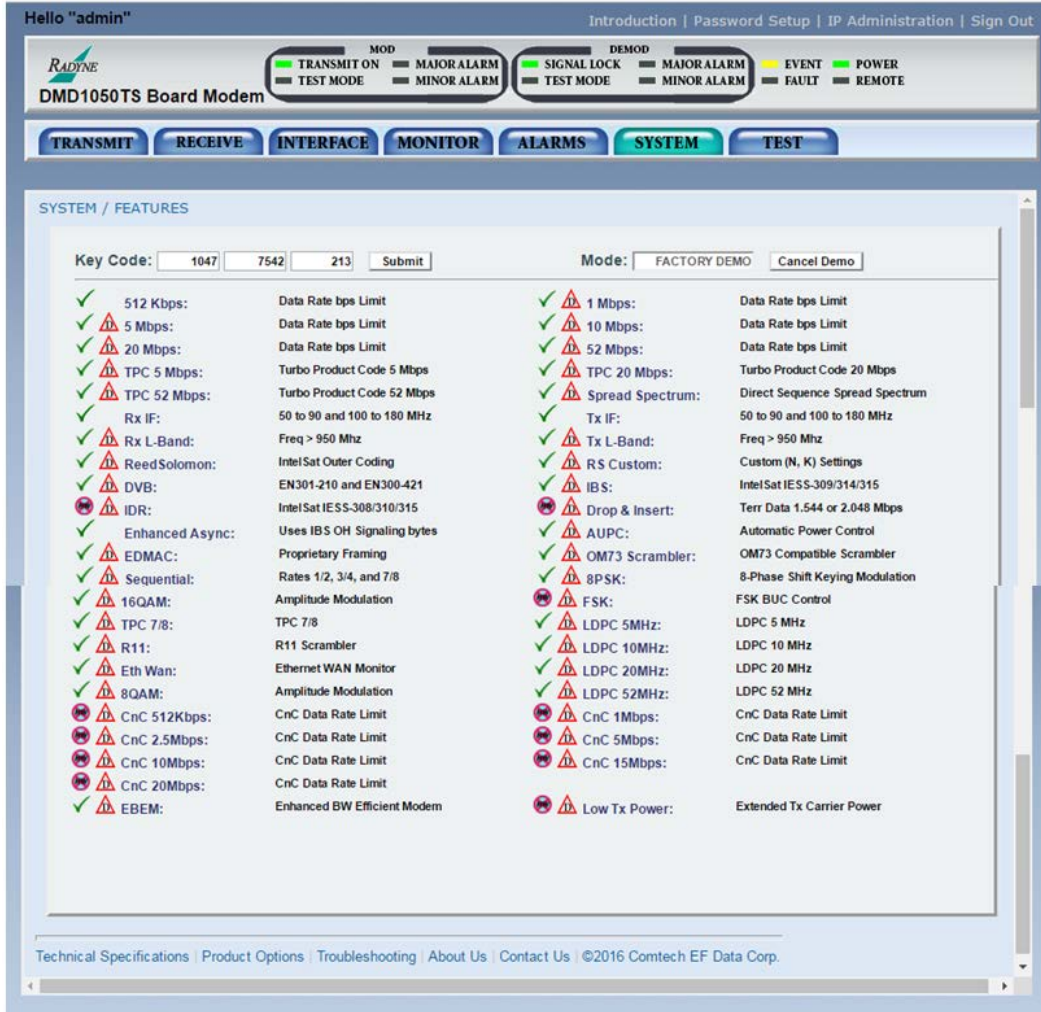 Hello "admin"
Introduction | Password Setup | IP Administration | Sign Out
RADYNE
DMD1050TS Board Modem
MOD
TRANSMIT ON MAJOR ALARM
TEST MODE MINOR ALARM
DEMOD
SIGNAL LOCK MAJOR ALARM
TEST MODE MINOR ALARM
EVENT POWER
FAULT REMOTE
TRANSMIT RECEIVE INTERFACE MONITOR ALARMS SYSTEM TEST
SYSTEM / FEATURES
Key Code: 1047 7542 213 Submit Mode: FACTORY DEMO Cancel Demo
512 Kbps: Data Rate bps Limit D 1 Mbps: Data Rate bps Limit
D 5 Mbps: Data Rate bps Limit D 10 Mbps: Data Rate bps Limit
D 20 Mbps: Data Rate bps Limit D 52 Mbps: Data Rate bps Limit
D TPC 5 Mbps: Turbo Product Code 5 Mbps D TPC 20 Mbps: Turbo Product Code 20 Mbps
D TPC 52 Mbps: Turbo Product Code 52 Mbps D Spread Spectrum: Direct Sequence Spread Spectrum
Rx IF: 50 to 90 and 100 to 180 MHz Tx IF: 50 to 90 and 100 to 180 MHz
D Rx L-Band: Freq > 950 Mhz D Tx L-Band: Freq > 950 Mhz
D ReedSolomon: IntelSat Outer Coding D RS Custom: Custom (N, K) Settings
D DVB: EN301-210 and EN300-421 D IBS: IntelSat IESS-309/314/315
D IDR: IntelSat IESS-308/310/315 D Drop & Insert: Terr Data 1.544 or 2.048 Mbps
Enhanced Async: Uses IBS OH Signaling bytes D AUPC: Automatic Power Control
D EDMAC: Proprietary Framing D OM73 Scrambler: OM73 Compatible Scrambler
D Sequential: Rates 1/2, 3/4, and 7/8 D 8PSK: 8-Phase Shift Keying Modulation
D 16QAM: Amplitude Modulation D FSK: FSK BUC Control
D TPC 7/8: TPC 7/8 D LDPC 5MHz: LDPC 5 MHz
D R11: R11 Scrambler D LDPC 10MHz: LDPC 10 MHz
D Eth Wan: Ethernet WAN Monitor D LDPC 20MHz: LDPC 20 MHz
D 8QAM: Amplitude Modulation D LDPC 52MHz: LDPC 52 MHz
D CnC 512Kbps: CnC Data Rate Limit D CnC 1Mbps: CnC Data Rate Limit
D CnC 2.5Mbps: CnC Data Rate Limit D CnC 5Mbps: CnC Data Rate Limit
D CnC 10Mbps: CnC Data Rate Limit D CnC 15Mbps: CnC Data Rate Limit
D CnC 20Mbps: CnC Data Rate Limit
D EBEM: Enhanced BW Efficient Modem D Low Tx Power: Extended Tx Carrier Power
Technical Specifications | Product Options | Troubleshooting | About Us | Contact Us | ©2016 Comtech EF Data Corp.